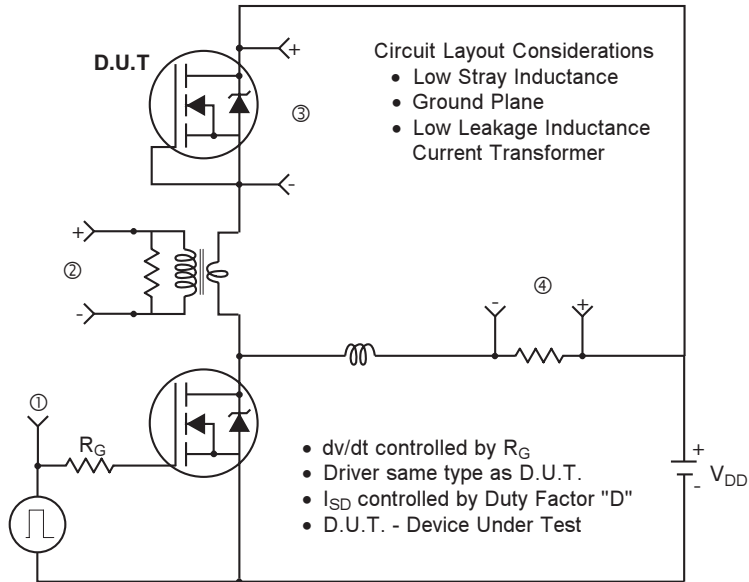 D.U.T
+
③
-
Circuit Layout Considerations
• Low Stray Inductance
• Ground Plane
• Low Leakage Inductance
Current Transformer
+
②
-
-
④
+
①
R_G
• dv/dt controlled by R_G
• Driver same type as D.U.T.
• I_SD controlled by Duty Factor "D"
• D.U.T. - Device Under Test
+
V_DD
-